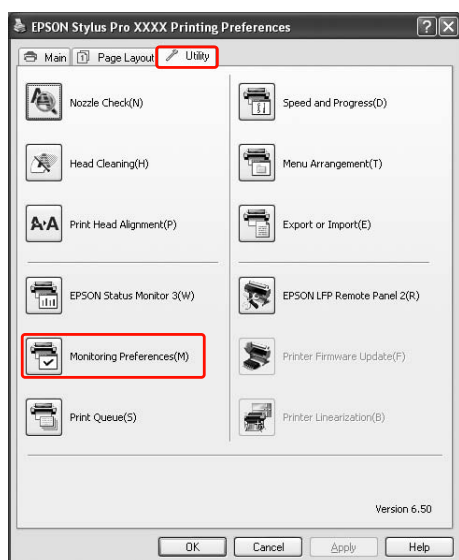 EPSON Stylus Pro XXXX Printing Preferences
Main
Page Layout
Utility
Nozzle Check(N)
Speed and Progress(D)
Head Cleaning(H)
Menu Arrangement(T)
A·A
Print Head Alignment(P)
Export or Import(E)
EPSON Status Monitor 3(W)
EPSON LFP Remote Panel 2(R)
Monitoring Preferences(M)
Printer Firmware Update(F)
Print Queue(S)
Printer Linearization(B)
Version 6.50
OK
Cancel
Apply
Help